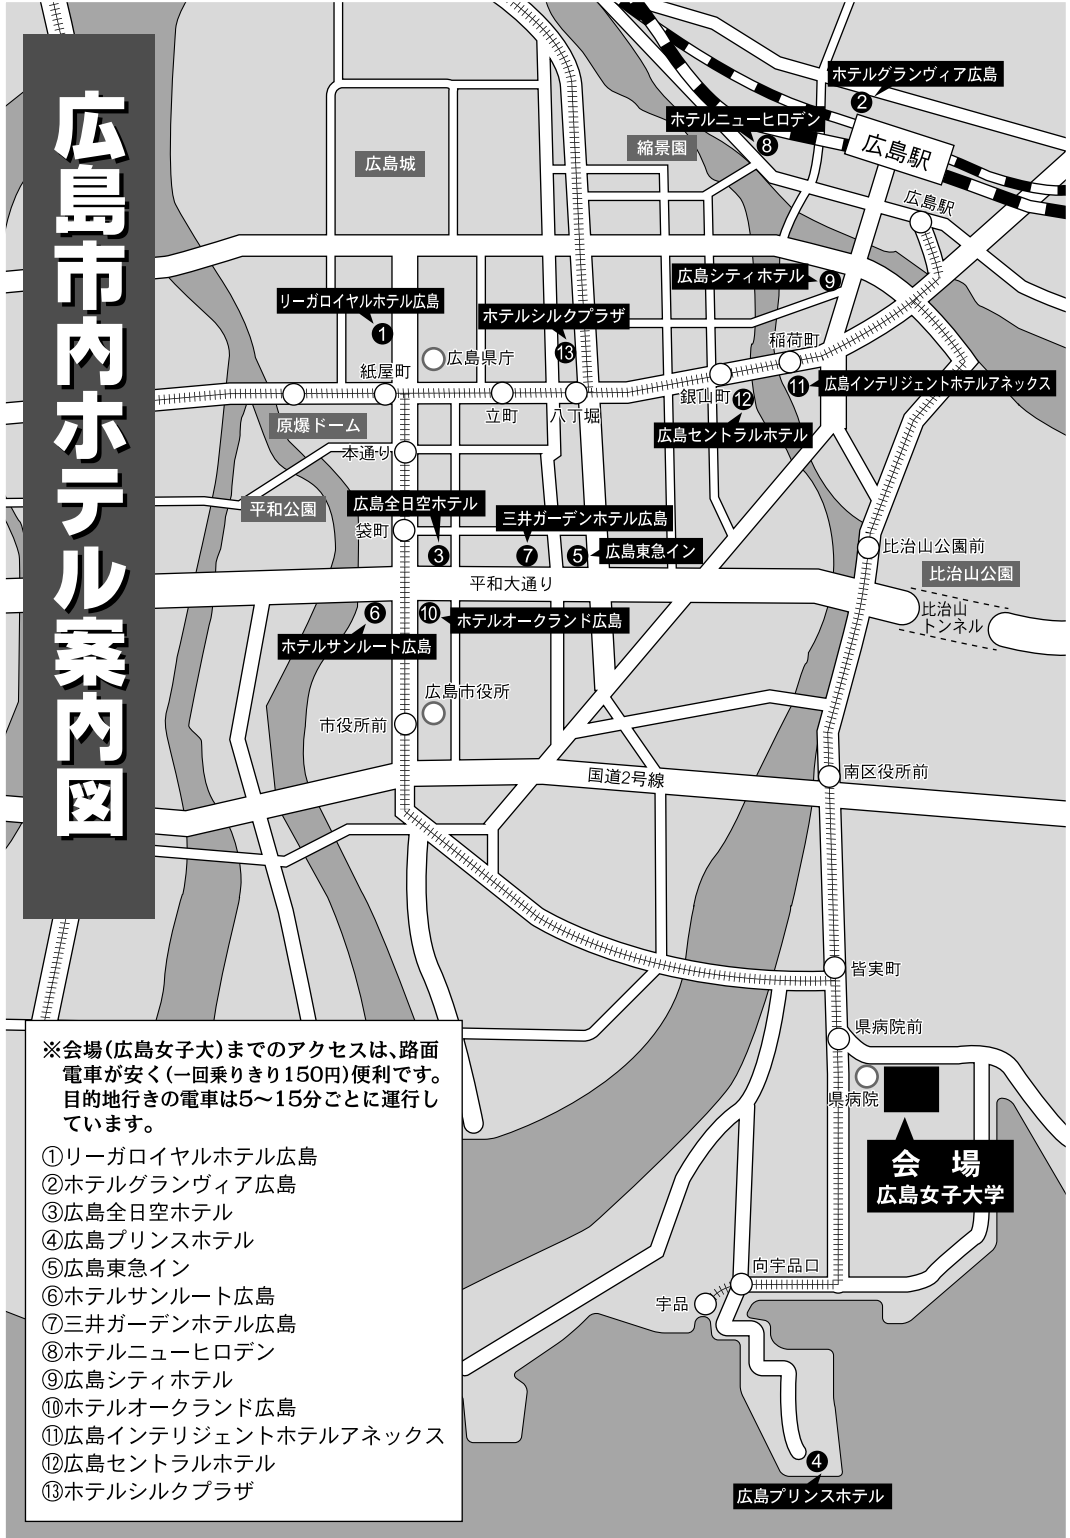 広島市内ホテル案内図
ホテルグランヴィア広島
2
ホテルニューヒロデン
8
広島駅
縮景園
広島城
広島駅
広島シティホテル
9
リーガロイヤルホテル広島
1
ホテルシルクプラザ
13
広島県庁
稲荷町
紙屋町
銀山町
12
11
広島インテリジェントホテルアネックス
立町
八丁堀
原爆ドーム
広島セントラルホテル
本通り
平和公園
広島全日空ホテル
三井ガーデンホテル広島
袋町
3
7
5
広島東急イン
比治山公園前
比治山公園
平和大通り
6
10
ホテルオークランド広島
比治山
トンネル
ホテルサンルート広島
広島市役所
市役所前
国道2号線
南区役所前
皆実町
県病院前
県病院
会 場
広島女子大学
向宇品口
宇品
4
広島プリンスホテル
※会場(広島女子大)までのアクセスは、路面
電車が安く(一回乗りきり150円)便利です。
目的地行きの電車は5〜15分ごとに運行し
ています。
①リーガロイヤルホテル広島
②ホテルグランヴィア広島
③広島全日空ホテル
④広島プリンスホテル
⑤広島東急イン
⑥ホテルサンルート広島
⑦三井ガーデンホテル広島
⑧ホテルニューヒロデン
⑨広島シティホテル
⑩ホテルオークランド広島
⑪広島インテリジェントホテルアネックス
⑫広島セントラルホテル
⑬ホテルシルクプラザ